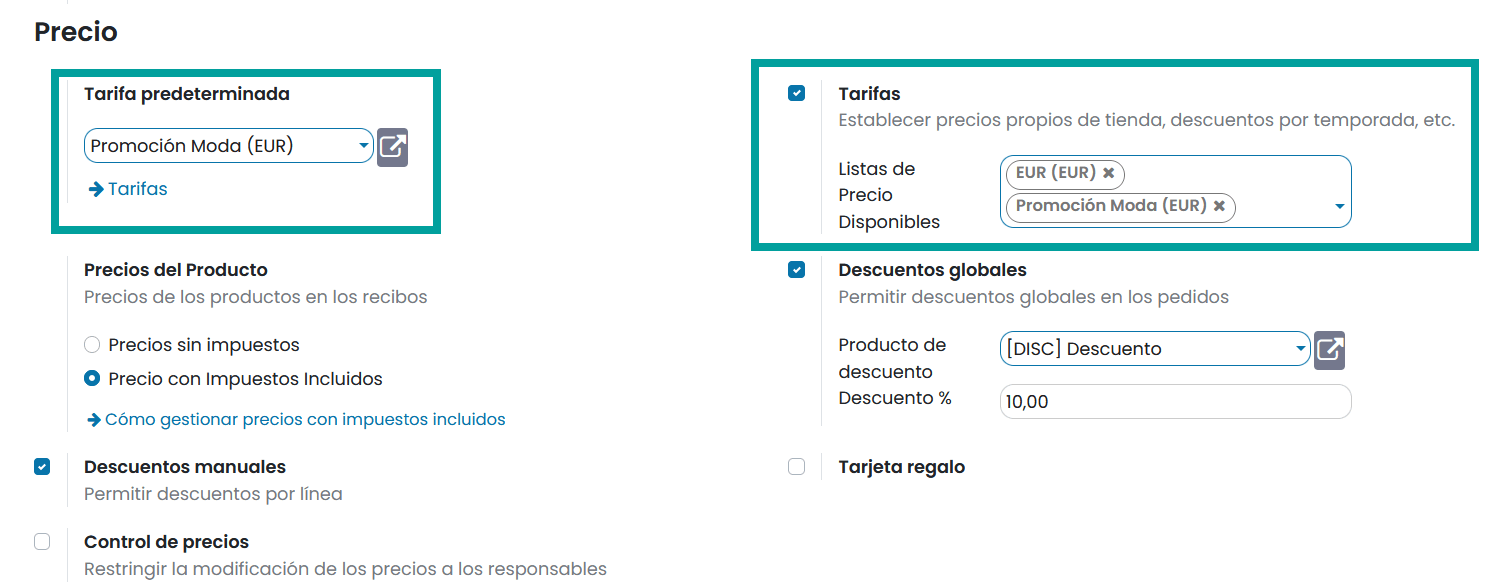 Precio
Tarifa predeterminada
Promoción Moda (EUR)
Tarifas
Tarifas
Establecer precios propios de tienda, descuentos por temporada, etc.
Listas de
Precio
Disponibles
EUR (EUR)
Promoción Moda (EUR)
Precios del Producto
Precios de los productos en los recibos
Precios sin impuestos
Precio con Impuestos Incluidos
Cómo gestionar precios con impuestos incluidos
Descuentos globales
Permitir descuentos globales en los pedidos
Producto de
descuento
[DISC] Descuento
Descuento %
10,00
Descuentos manuales
Permitir descuentos por línea
Tarjeta regalo
Control de precios
Restringir la modificación de los precios a los responsables